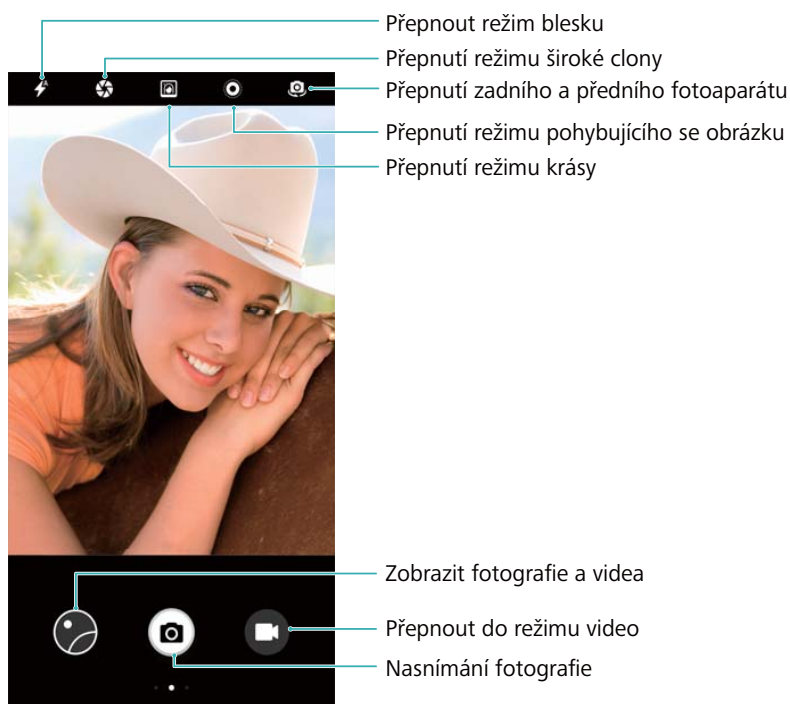 Přepnout režim blesku
Přepnutí režimu široké clony
Přepnutí zadního a předního fotoaparátu
Přepnutí režimu pohybujícího se obrázku
Přepnutí režimu krásy
Zobrazit fotografie a videa
Přepnout do režimu video
Nasnímání fotografie